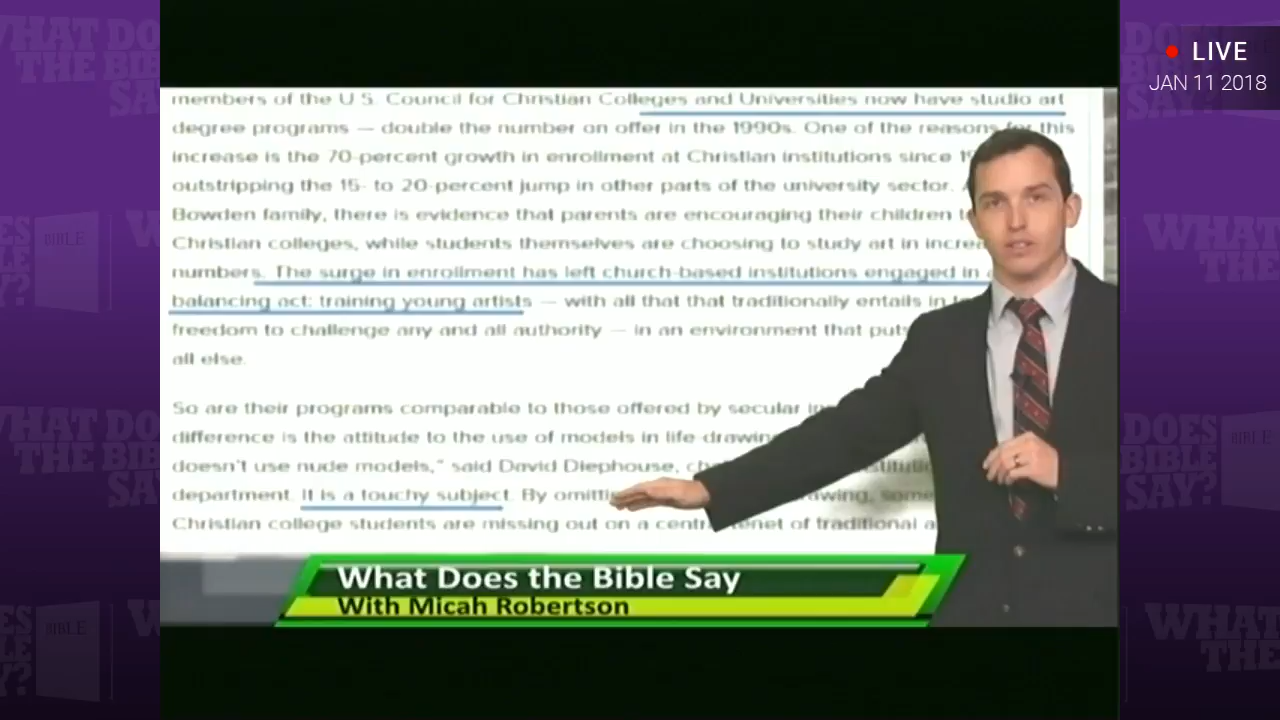 LIVE
JAN 11 2018
members of the U.S. Council for Christian Colleges and Universities now have studio art
degree programs — double the number on offer in the 1990s. One of the reasons for this
increase is the 70-percent growth in enrollment at Christian institutions since
outstripping the 15- to 20-percent jump in other parts of the university sector.
Bowden family, there is evidence that parents are encouraging their children
Christian colleges, while students themselves are choosing to study art in
numbers. The surge in enrollment has left church-based institutions engaged in
balancing act: training young artists — with all that that traditionally entails in
freedom to challenge any and all authority — in an environment that puts
all else.
So are their programs comparable to those offered by secular
difference is the attitude to the use of models in
doesn't use nude models," said David Diephouse,
department. It is a touchy subject. By
Christian college students are missing out on a of traditional
What Does the Bible Say
With Micah Robertson
WHAT DOES THE BIBLE SAY?
BIBLE